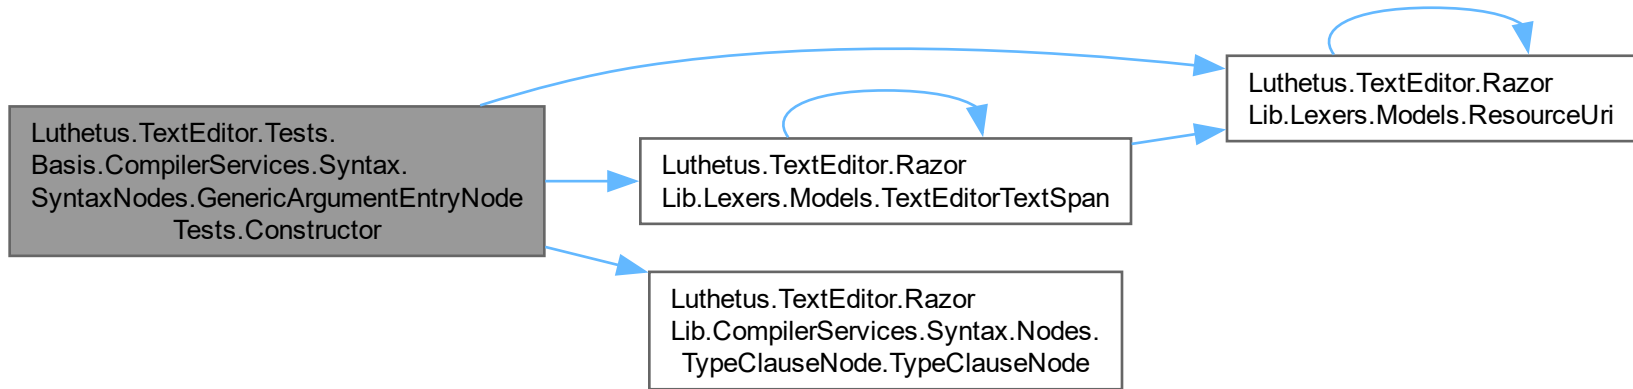 Luthetus.TextEditor.Tests.
Basis.CompilerServices.Syntax.
SyntaxNodes.GenericArgumentEntryNode
Tests.Constructor
Luthetus.TextEditor.Razor
Lib.Lexers.Models.TextEditorTextSpan
Luthetus.TextEditor.Razor
Lib.Lexers.Models.ResourceUri
Luthetus.TextEditor.Razor
Lib.CompilerServices.Syntax.Nodes.
TypeClauseNode.TypeClauseNode